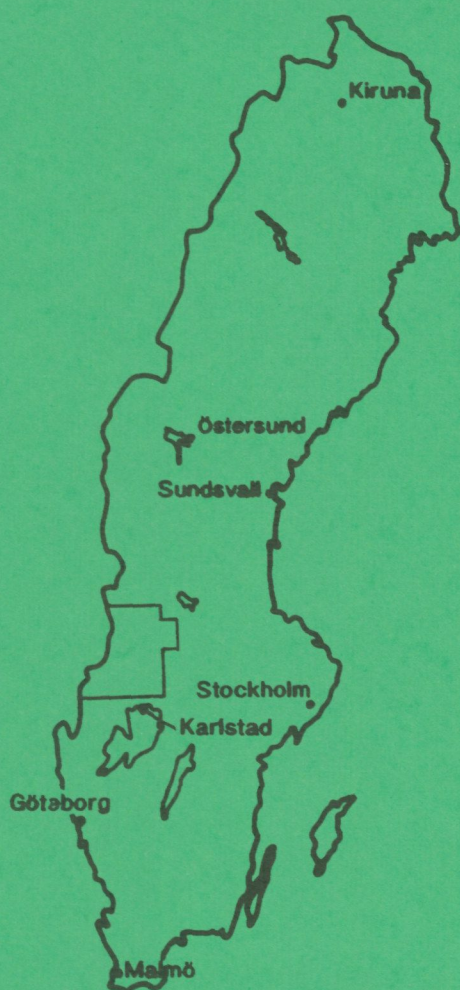 Kiruna
Östersund
Sundsvall
Stockholm
Karlstad
Göteborg
Malmö